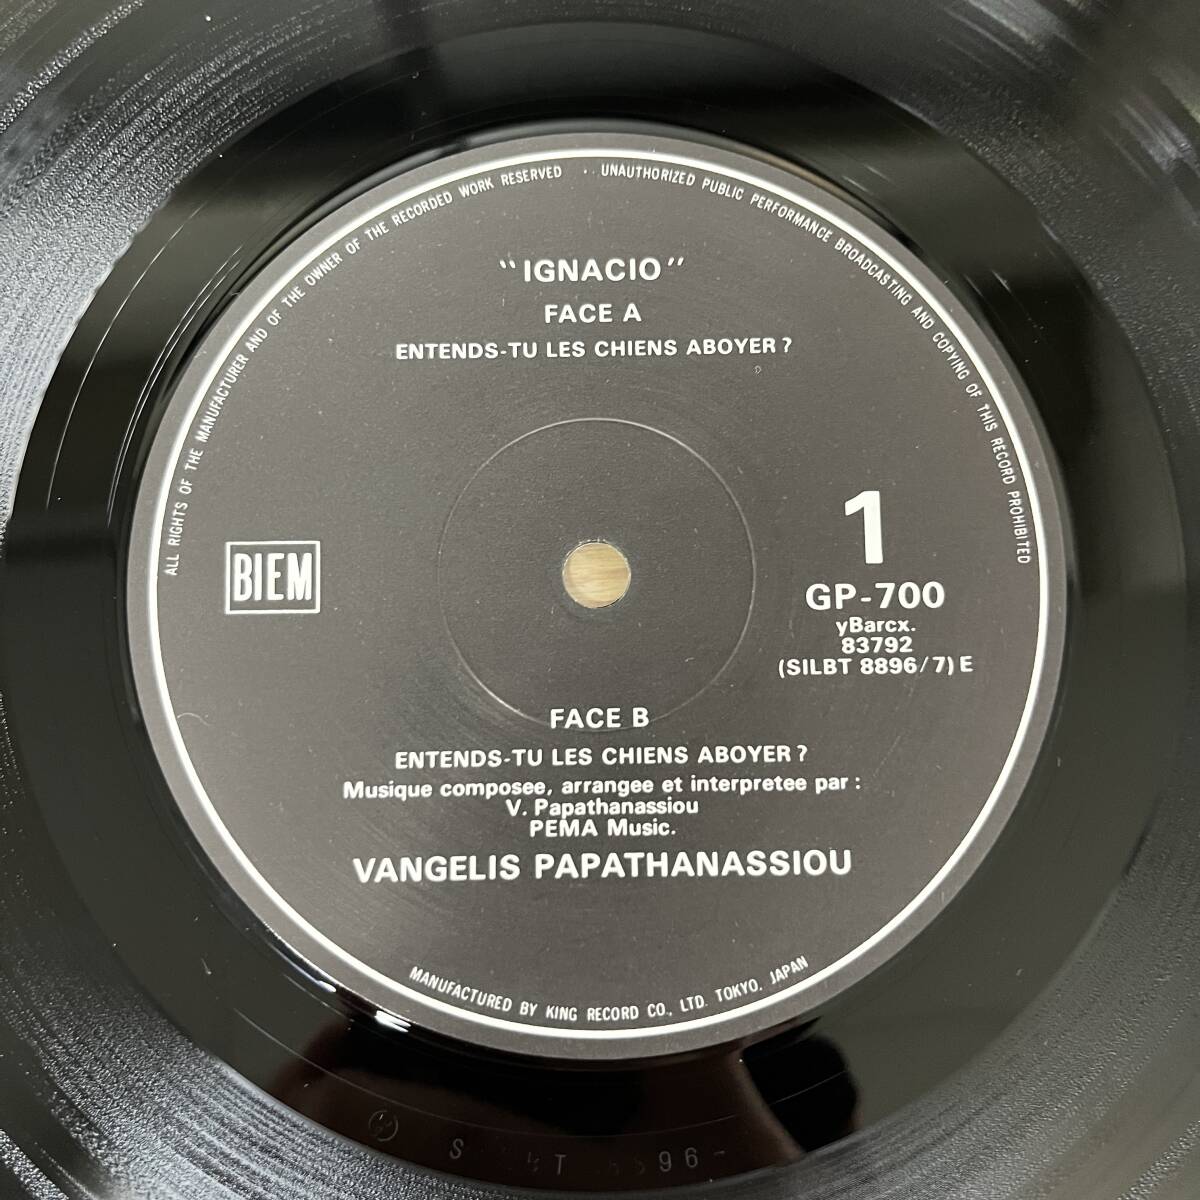 ALL RIGHTS OF THE MANUFACTURER AND OF THE OWNER OF THE RECORDED WORK RESERVED · · UNAUTHORIZED PUBLIC PERFORMANCE BROADCASTING AND COPYING OF THIS RECORD PROHIBITED
"IGNACIO"
FACE A
ENTENDS-TU LES CHIENS ABOYER?
BIEM
1
GP-700
yBarcx.
83792
(SILBT 8896/7) E
FACE B
ENTENDS-TU LES CHIENS ABOYER?
Musique composee, arrangee et interpretee par:
V. Papathanassiou
PEMA Music.
VANGELIS PAPATHANASSIOU
MANUFACTURED BY KING RECORD CO., LTD. TOKYO. JAPAN